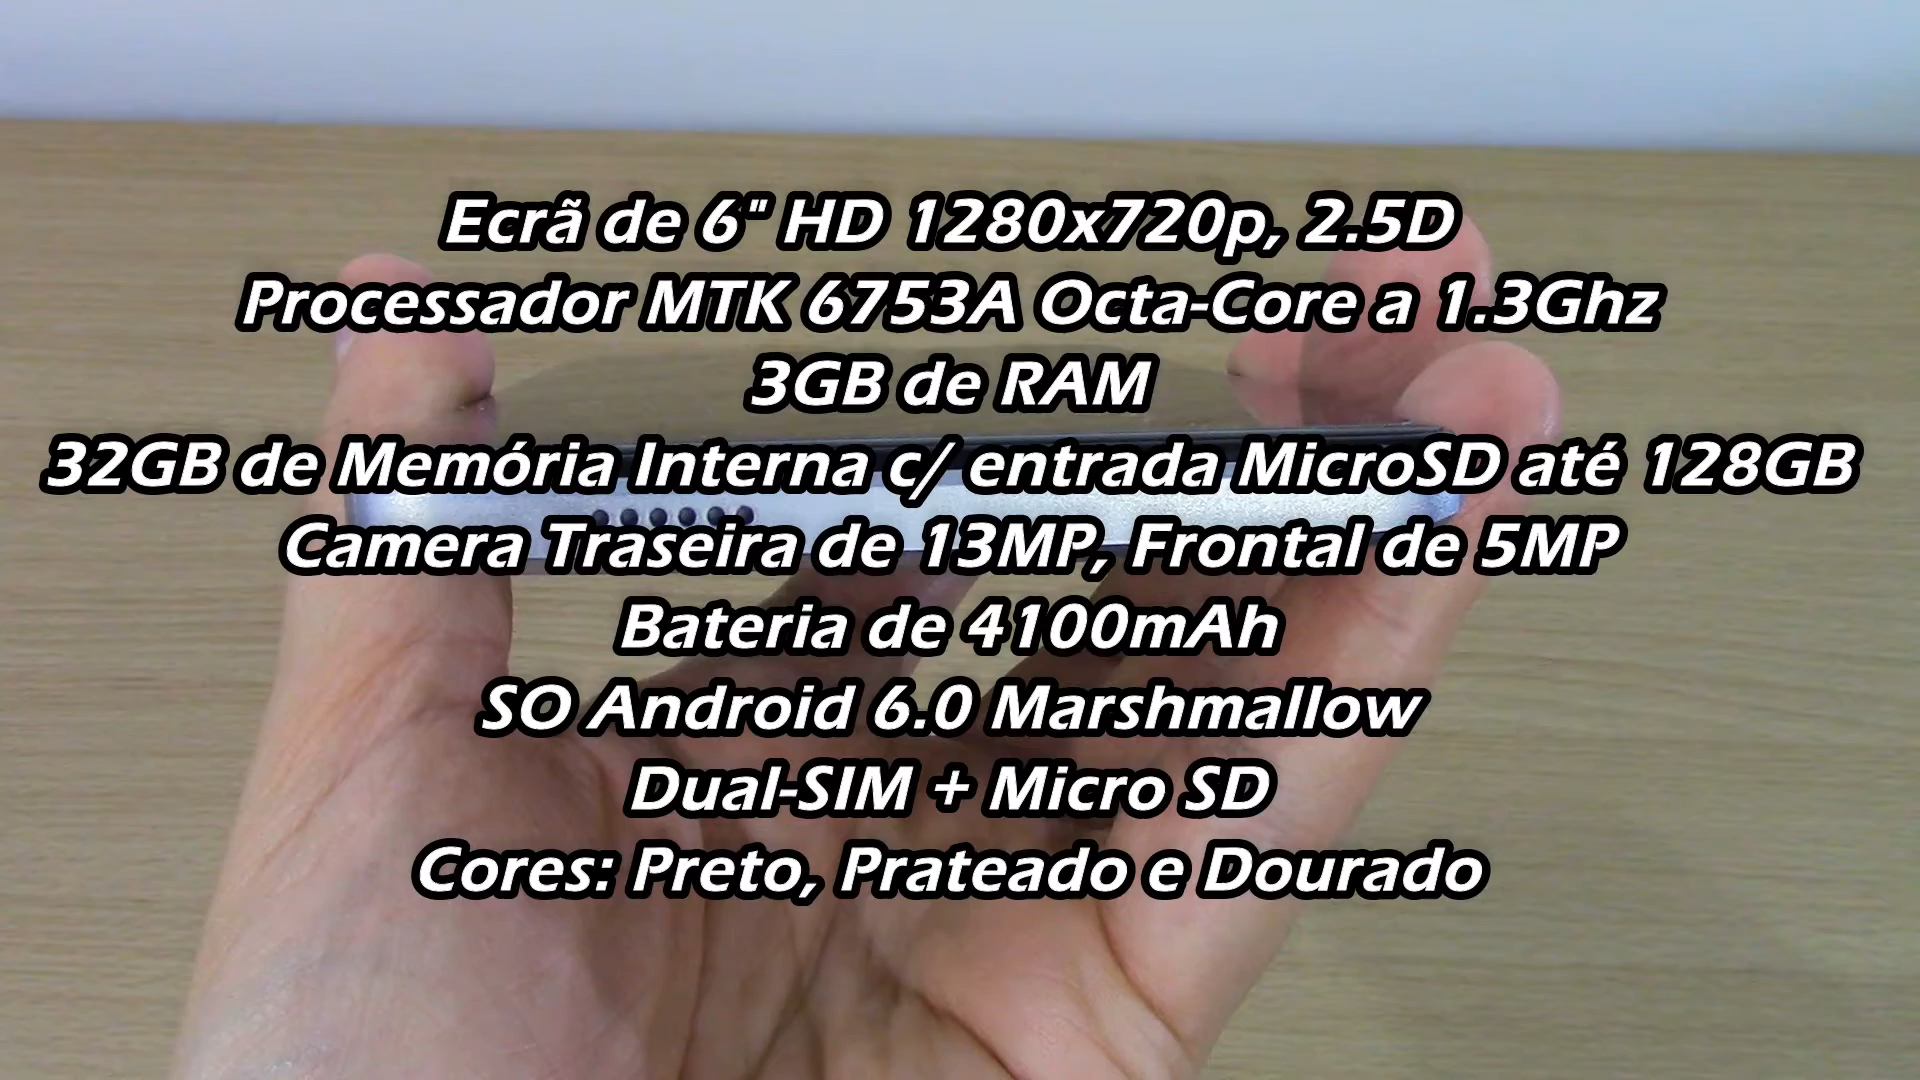 Ecrã de 6" HD 1280x720p, 2.5D
Processador MTK 6753A Octa-Core a 1.3Ghz
3GB de RAM
32GB de Memória Interna c/ entrada MicroSD até 128GB
Camera Traseira de 13MP, Frontal de 5MP
Bateria de 4100mAh
SO Android 6.0 Marshmallow
Dual-SIM + Micro SD
Cores: Preto, Prateado e Dourado